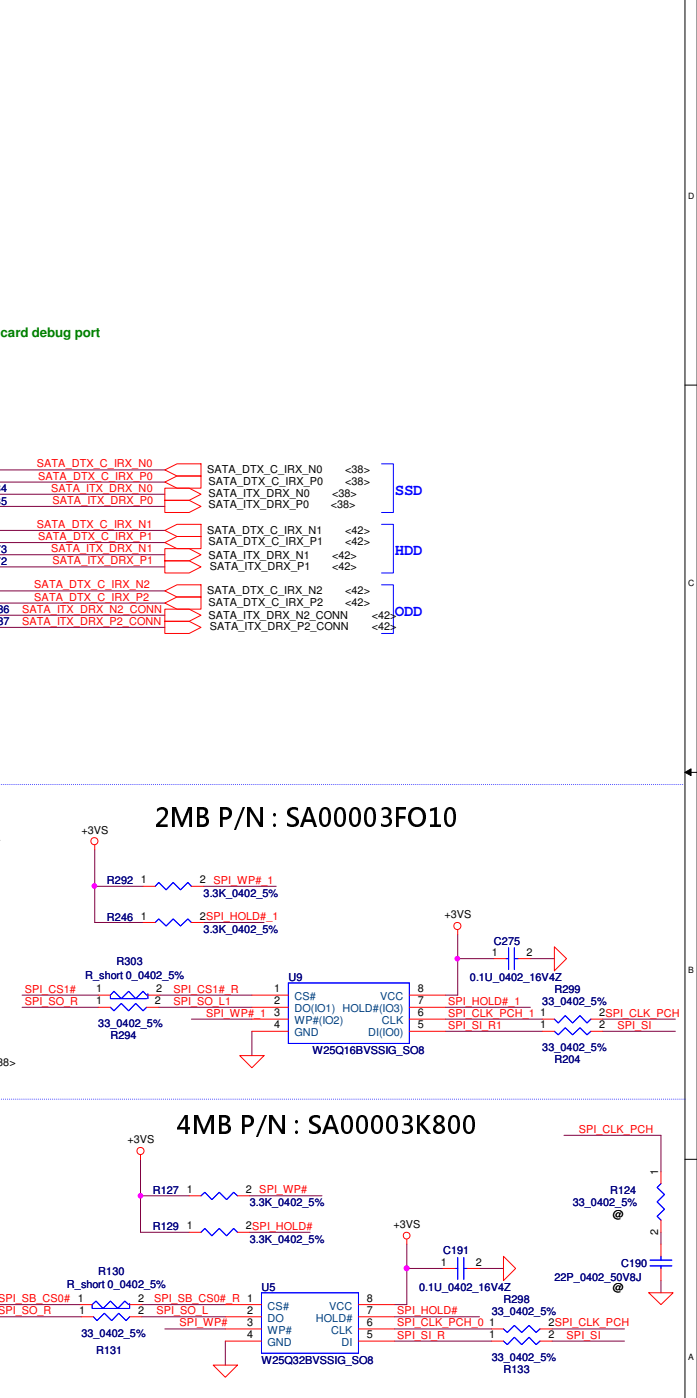 D
card debug port
SATA_DTX_C_IRX_N0 SATA_DTX_C_IRX_N0 <38>
SATA_DTX_C_IRX_P0 SATA_DTX_C_IRX_P0 <38>
SATA_ITX_DRX_N0 SATA_ITX_DRX_N0 <38> SSD
SATA_ITX_DRX_P0 SATA_ITX_DRX_P0 <38>
SATA_DTX_C_IRX_N1 SATA_DTX_C_IRX_N1 <42>
SATA_DTX_C_IRX_P1 SATA_DTX_C_IRX_P1 <42>
SATA_ITX_DRX_N1 SATA_ITX_DRX_N1 <42> HDD
SATA_ITX_DRX_P1 SATA_ITX_DRX_P1 <42>
C
SATA_DTX_C_IRX_N2 SATA_DTX_C_IRX_N2 <42>
SATA_DTX_C_IRX_P2 SATA_DTX_C_IRX_P2 <42>
SATA_ITX_DRX_N2_CONN SATA_ITX_DRX_N2_CONN <42> ODD
SATA_ITX_DRX_P2_CONN SATA_ITX_DRX_P2_CONN <42>
2MB P/N : SA00003FO10
+3VS
R292 1 2 SPI_WP#_1
3.3K_0402_5%
R246 1 2 SPI_HOLD#_1
3.3K_0402_5%
+3VS
C275
1 2
0.1U_0402_16V4Z
B
R303
R_short 0_0402_5%
U9
R299
33_0402_5%
SPI_CS1# 1 2 SPI_CS1#_R 1 CS# VCC 8
SPI_SO_R 1 2 SPI_SO_L1 2 DO(IO1) HOLD#(IO3) 7 SPI_HOLD#_1
SPI_WP#_1 3 WP#(IO2) CLK 6 SPI_CLK_PCH_1 1 2 SPI_CLK_PCH
4 GND DI(IO0) 5 SPI_SI_R1 1 2 SPI_SI
33_0402_5%
R294
W25Q16BVSSIG_SO8
33_0402_5%
R204
38>
4MB P/N : SA00003K800
+3VS
SPI_CLK_PCH
R127 1 2 SPI_WP#
3.3K_0402_5%
R129 1 2 SPI_HOLD#
3.3K_0402_5%
1
R124
33_0402_5%
@
2
+3VS
C191
1 2
0.1U_0402_16V4Z
C190
22P_0402_50V8J
@
R130
R_short 0_0402_5%
U5
R298
33_0402_5%
SPI_SB_CS0# 1 2 SPI_SB_CS0#_R 1 CS# VCC 8
SPI_SO_R 1 2 SPI_SO_L 2 DO HOLD# 7 SPI_HOLD#
SPI_WP# 3 WP# CLK 6 SPI_CLK_PCH_0 1 2 SPI_CLK_PCH
4 GND DI 5 SPI_SI_R 1 2 SPI_SI
33_0402_5%
R131
W25Q32BVSSIG_SO8
33_0402_5%
R133
A